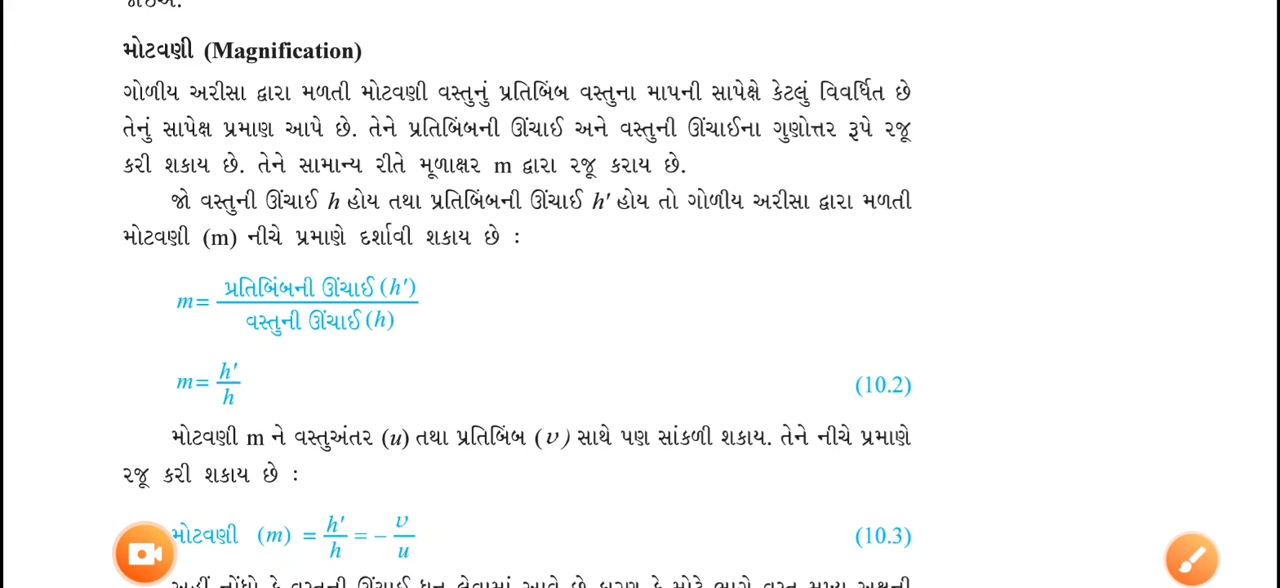 મોટવણી (Magnification)
ગોળીય અરીસા દ્વારા મળતી મોટવણી વસ્તુનું પ્રતિબિંબ વસ્તુના માપની સાપેક્ષે કેટલું વિવર્ધિત છે
તેનું સાપેક્ષ પ્રમાણ આપે છે. તેને પ્રતિબિંબની ઊંચાઈ અને વસ્તુની ઊંચાઈના ગુણોત્તર રૂપે રજૂ
કરી શકાય છે. તેને સામાન્ય રીતે મૂળાક્ષર m દ્વારા રજૂ કરાય છે.
જો વસ્તુની ઊંચાઈ h હોય તથા પ્રતિબિંબની ઊંચાઈ h' હોય તો ગોળીય અરીસા દ્વારા મળતી
મોટવણી (m) નીચે પ્રમાણે દર્શાવી શકાય છે :
m= પ્રતિબિંબની ઊંચાઈ (h') / વસ્તુની ઊંચાઈ (h)
m= h' / h (10.2)
મોટવણી m ને વસ્તુઅંતર (u) તથા પ્રતિબિંબ (v) સાથે પણ સાંકળી શકાય. તેને નીચે પ્રમાણે
રજૂ કરી શકાય છે :
મોટવણી (m) = h' / h = – v / u (10.3)